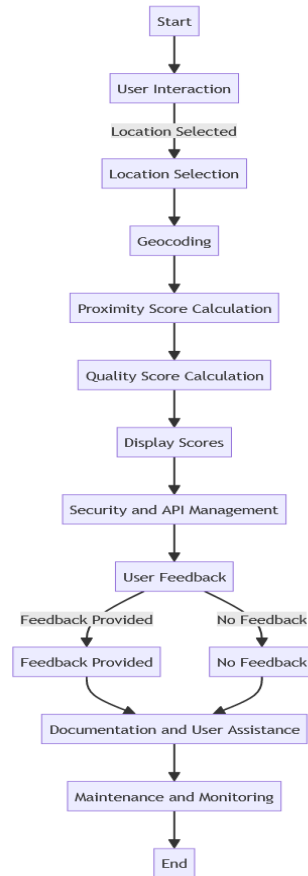 Start
User Interaction
Location Selected
Location Selection
Geocoding
Proximity Score Calculation
Quality Score Calculation
Display Scores
Security and API Management
User Feedback
Feedback Provided
No Feedback
Feedback Provided
No Feedback
Documentation and User Assistance
Maintenance and Monitoring
End